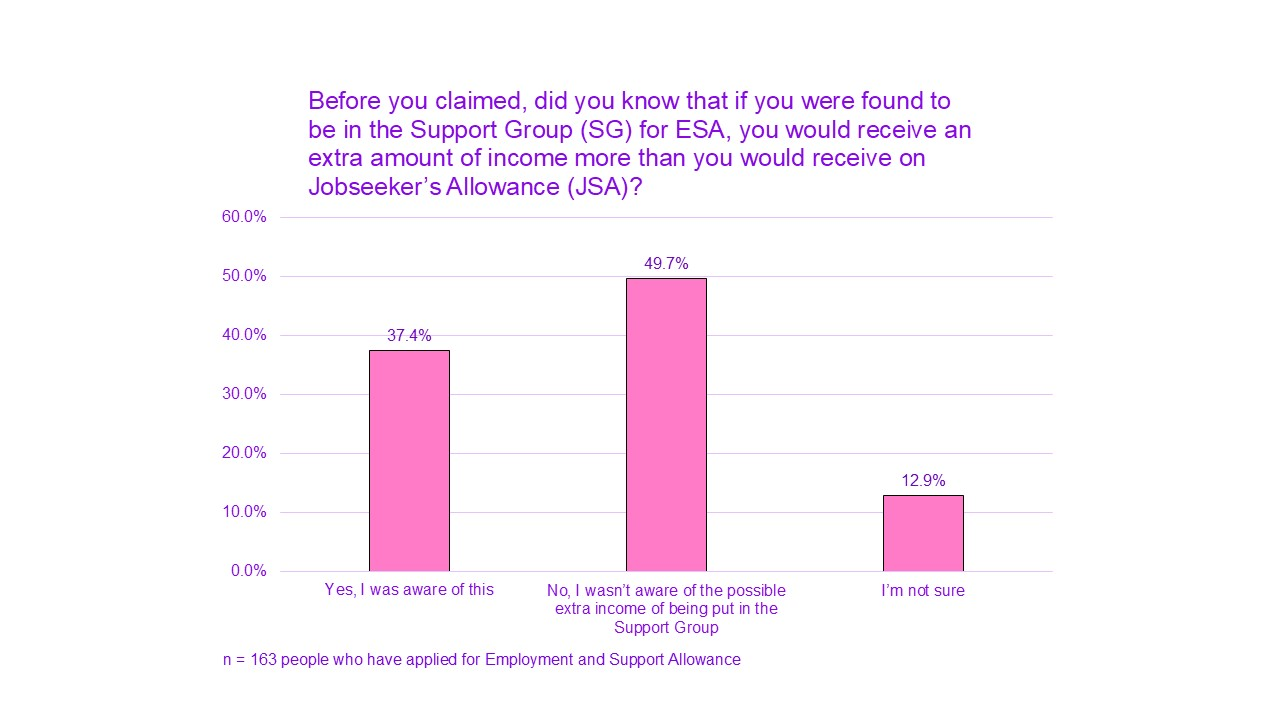 Before you claimed, did you know that if you were found to
be in the Support Group (SG) for ESA, you would receive an
extra amount of income more than you would receive on
Jobseeker’s Allowance (JSA)?
60.0%
50.0%
40.0%
30.0%
20.0%
10.0%
0.0%
37.4%
49.7%
12.9%
Yes, I was aware of this
No, I wasn’t aware of the possible
extra income of being put in the
Support Group
I’m not sure
n = 163 people who have applied for Employment and Support Allowance